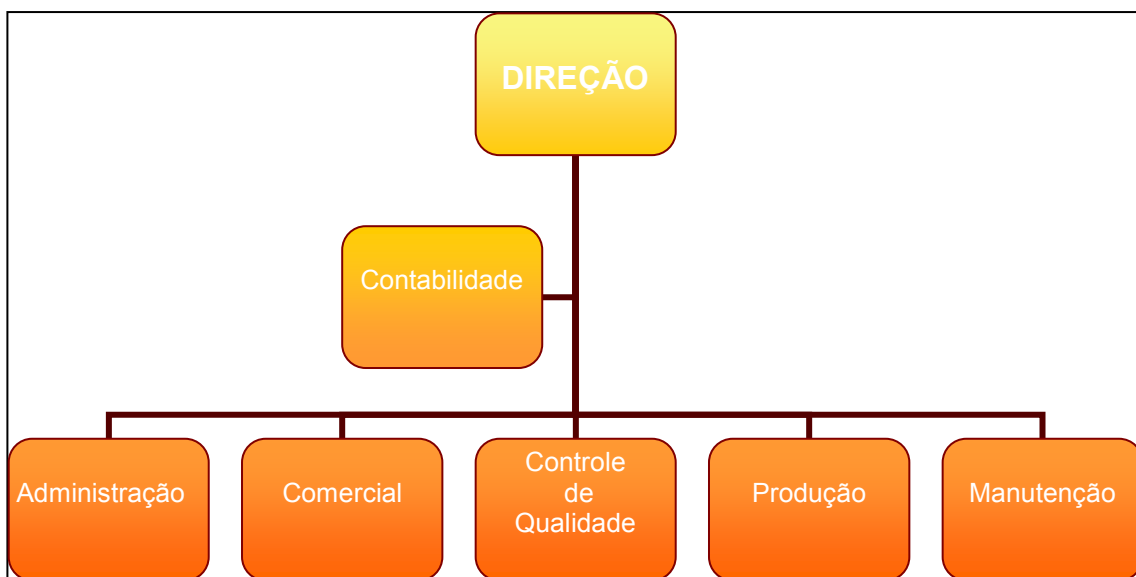 DIREÇÃO
Contabilidade
Administração
Comercial
Controle
de
Qualidade
Produção
Manutenção